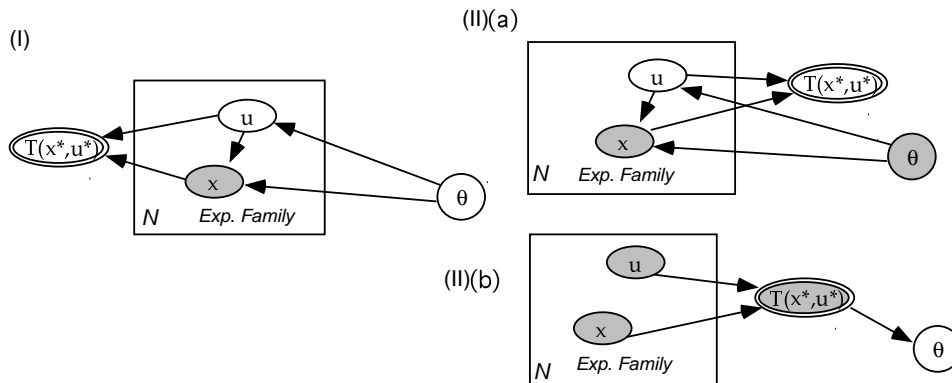 (I)
u
T(x*,u*)
x
θ
N
Exp. Family
(II)(a)
u
T(x*,u*)
x
θ
N
Exp. Family
(II)(b)
u
T(x*,u*)
x
θ
N
Exp. Family